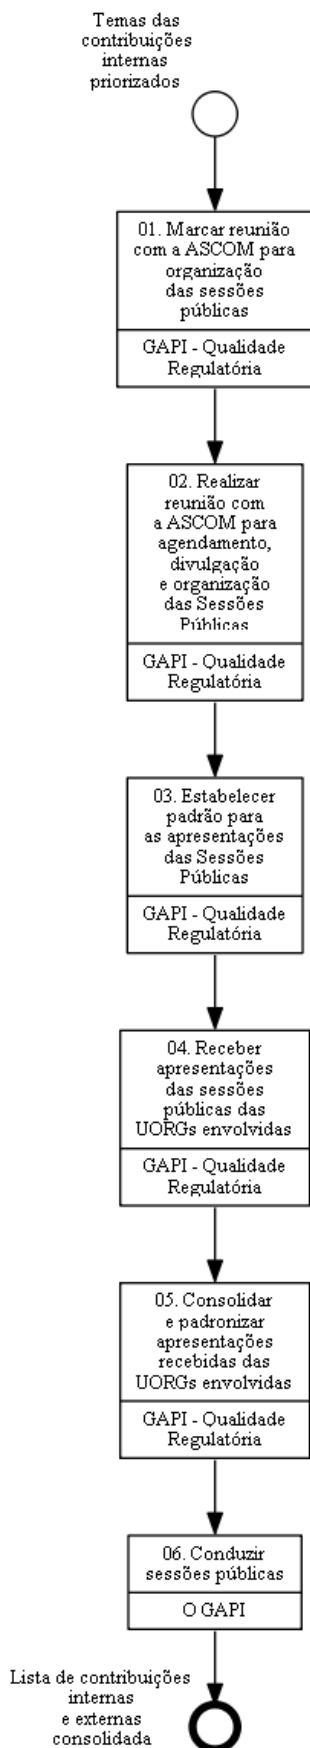 Temas das
contribuições
internas
priorizados
01. Marcar reunião
com a ASCOM para
organização
das sessões
públicas
GAPI - Qualidade
Regulatória
02. Realizar
reunião com
a ASCOM para
agendamento,
divulgação
e organização
das Sessões
Públicas
GAPI - Qualidade
Regulatória
03. Estabelecer
padrão para
as apresentações
das Sessões
Públicas
GAPI - Qualidade
Regulatória
04. Receber
apresentações
das sessões
públicas das
UORGs envolvidas
GAPI - Qualidade
Regulatória
05. Consolidar
e padronizar
apresentações
recebidas das
UORGs envolvidas
GAPI - Qualidade
Regulatória
06. Conduzir
sessões públicas
O GAPI
Lista de contribuições
internas
e externas
consolidada